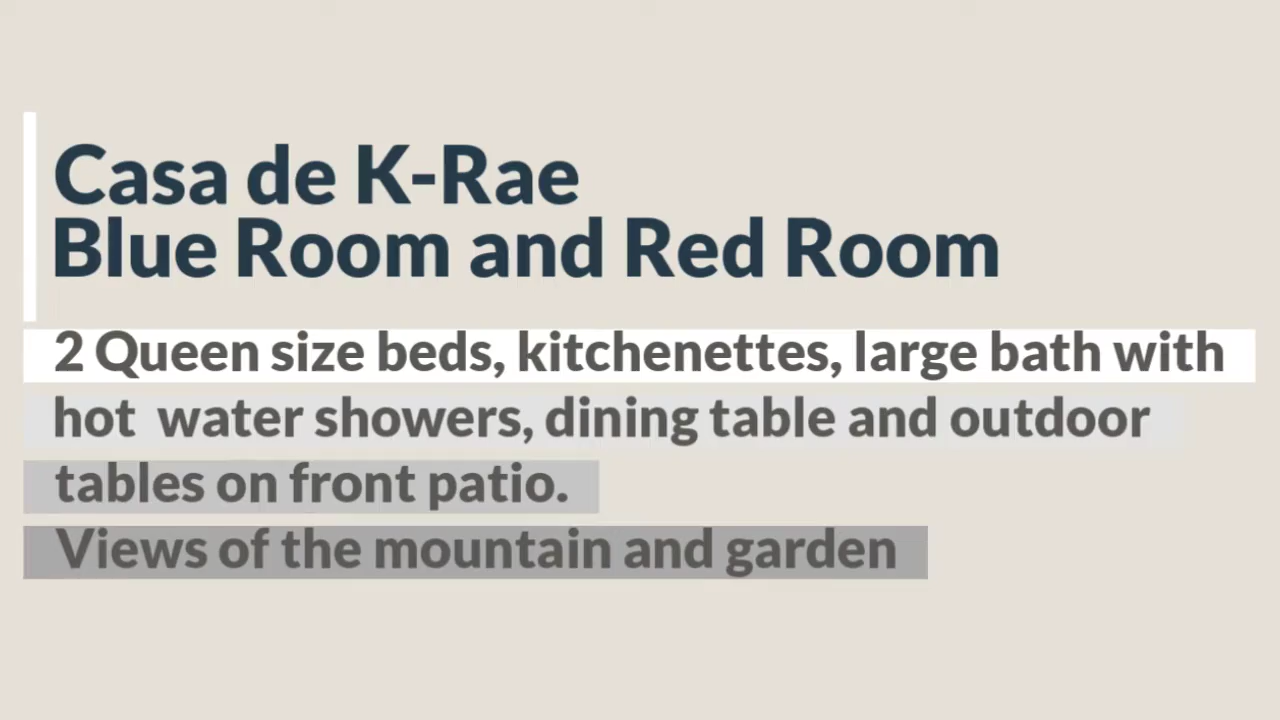 Casa de K-Rae
Blue Room and Red Room
2 Queen size beds, kitchenettes, large bath with
hot  water showers, dining table and outdoor
tables on front patio.
Views of the mountain and garden